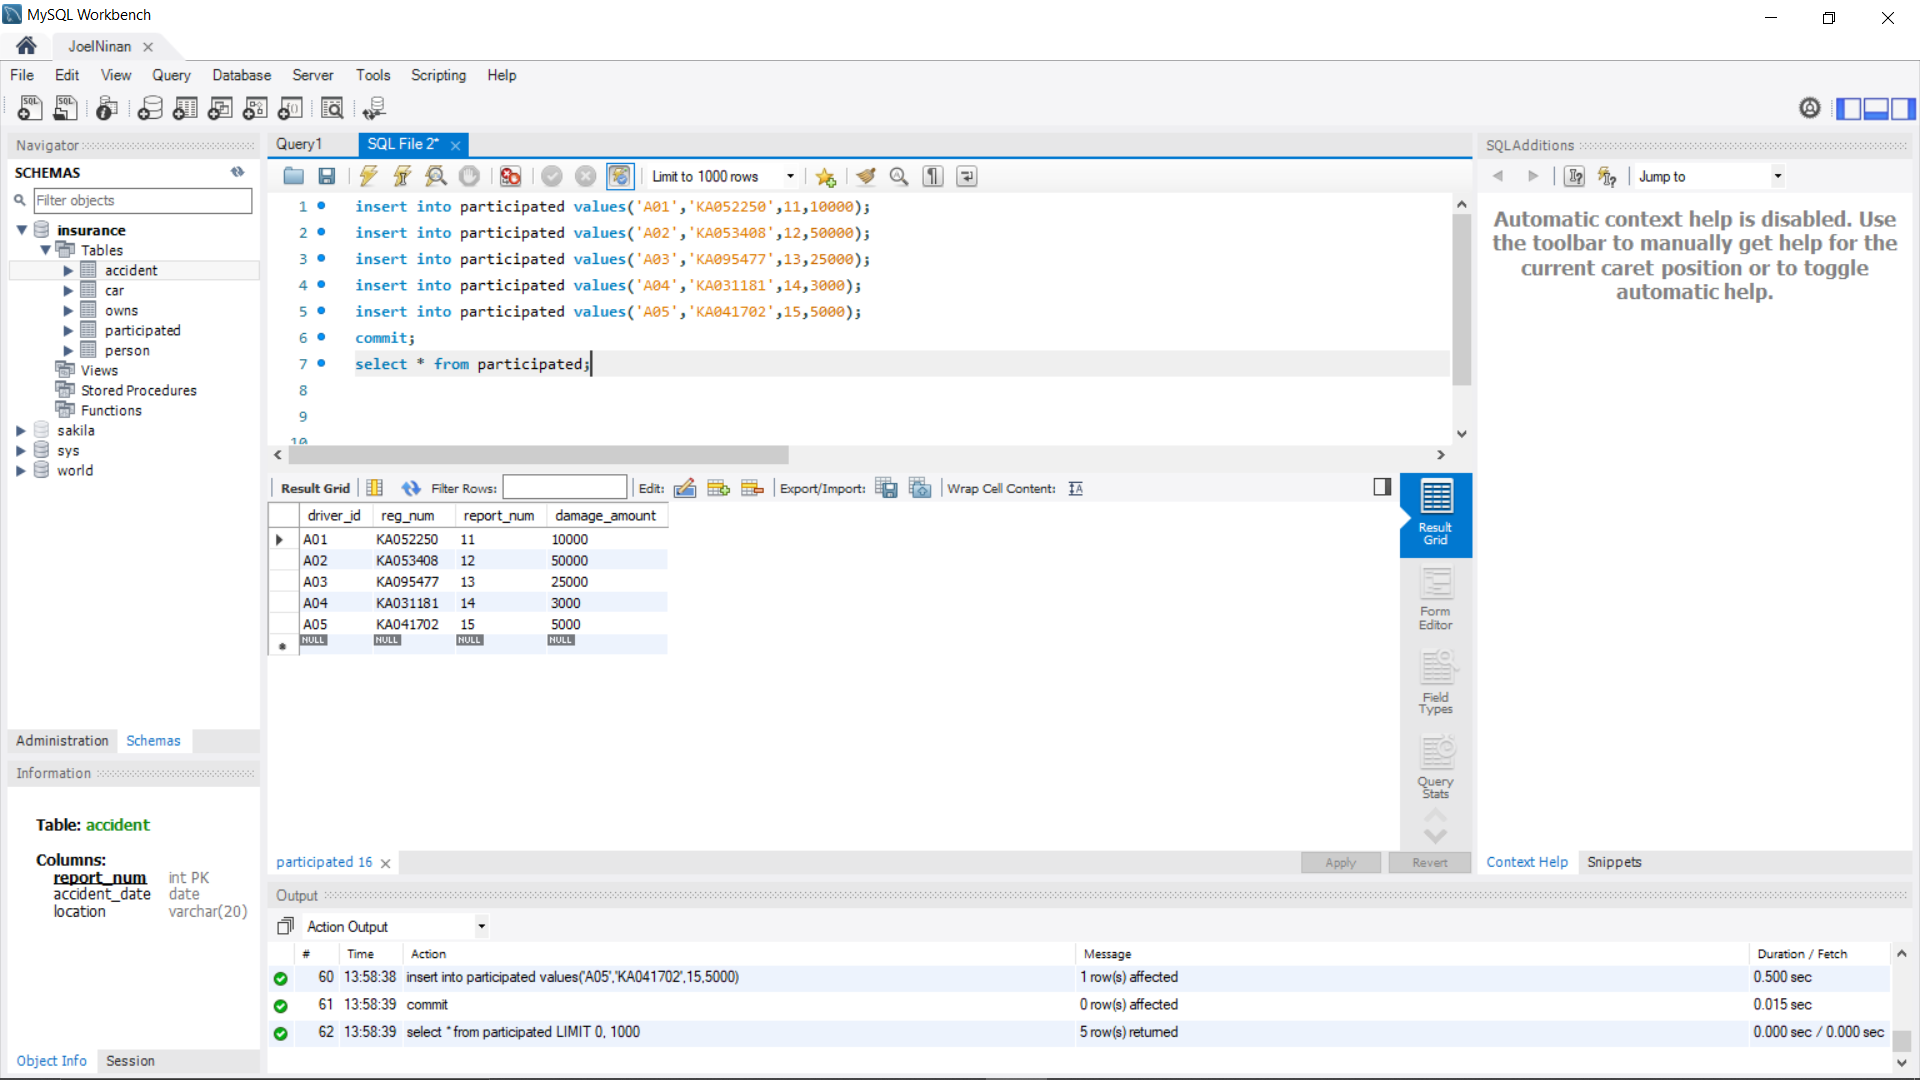 MySQL Workbench
JoelNinan
File Edit View Query Database Server Tools Scripting Help
Navigator
SCHEMAS
Filter objects
insurance
Tables
accident
car
owns
participated
person
Views
Stored Procedures
Functions
sakila
sys
world
Administration Schemas
Information
Table: accident
Columns:
report_num int PK
accident_date date
location varchar(20)
Object Info Session
Query1 SQL File 2*
Limit to 1000 rows
1 insert into participated values('A01','KA052250',11,10000);
2 insert into participated values('A02','KA053408',12,50000);
3 insert into participated values('A03','KA095477',13,25000);
4 insert into participated values('A04','KA031181',14,3000);
5 insert into participated values('A05','KA041702',15,5000);
6 commit;
7 select * from participated;
8
9
10
Result Grid Filter Rows: Edit: Export/Import: Wrap Cell Content:
driver_id reg_num report_num damage_amount
A01 KA052250 11 10000
A02 KA053408 12 50000
A03 KA095477 13 25000
A04 KA031181 14 3000
A05 KA041702 15 5000
NULL NULL NULL NULL
Result
Grid
Form
Editor
Field
Types
Query
Stats
participated 16
Apply Revert
SQLAdditions
Jump to
Automatic context help is disabled. Use
the toolbar to manually get help for the
current caret position or to toggle
automatic help.
Context Help Snippets
Output
Action Output
# Time Action Message Duration / Fetch
60 13:58:38 insert into participated values('A05','KA041702',15,5000) 1 row(s) affected 0.500 sec
61 13:58:39 commit 0 row(s) affected 0.015 sec
62 13:58:39 select * from participated LIMIT 0, 1000 5 row(s) returned 0.000 sec / 0.000 sec